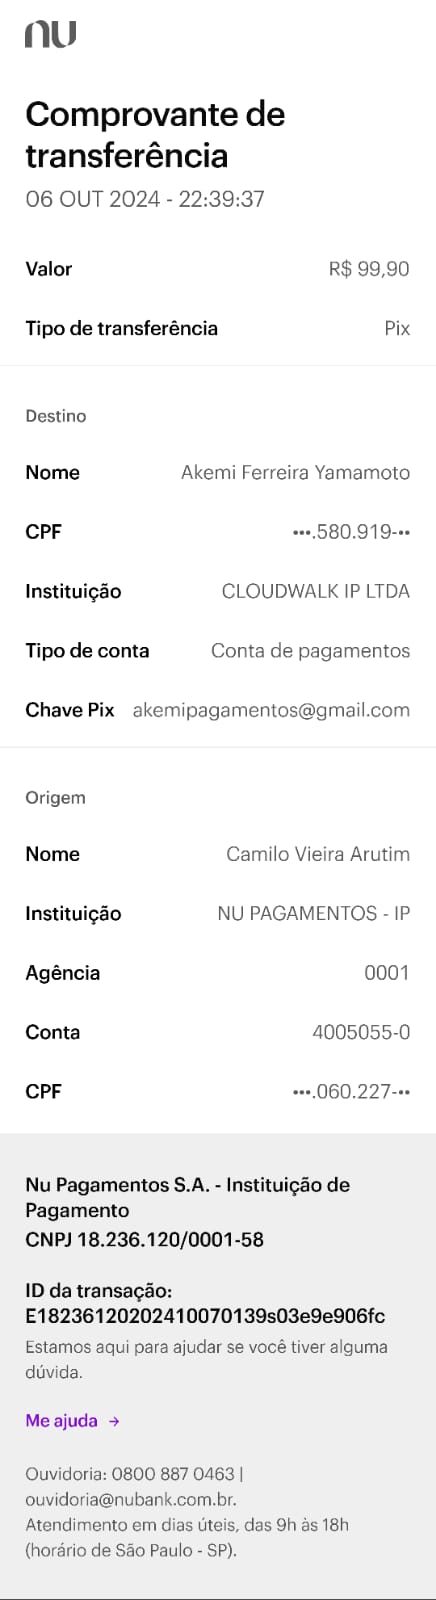 nu
Comprovante de
transferência
06 OUT 2024 - 22:39:37
Valor R$ 99,90
Tipo de transferência Pix
Destino
Nome Akemi Ferreira Yamamoto
CPF •••.580.919-••
Instituição CLOUDWALK IP LTDA
Tipo de conta Conta de pagamentos
Chave Pix akemipagamentos@gmail.com
Origem
Nome Camilo Vieira Arutim
Instituição NU PAGAMENTOS - IP
Agência 0001
Conta 4005055-0
CPF •••.060.227-••
Nu Pagamentos S.A. - Instituição de
Pagamento
CNPJ 18.236.120/0001-58
ID da transação:
E18236120202410070139s03e9e906fc
Estamos aqui para ajudar se você tiver alguma
dúvida.
Me ajuda →
Ouvidoria: 0800 887 0463 |
ouvidoria@nubank.com.br.
Atendimento em dias úteis, das 9h às 18h
(horário de São Paulo - SP).